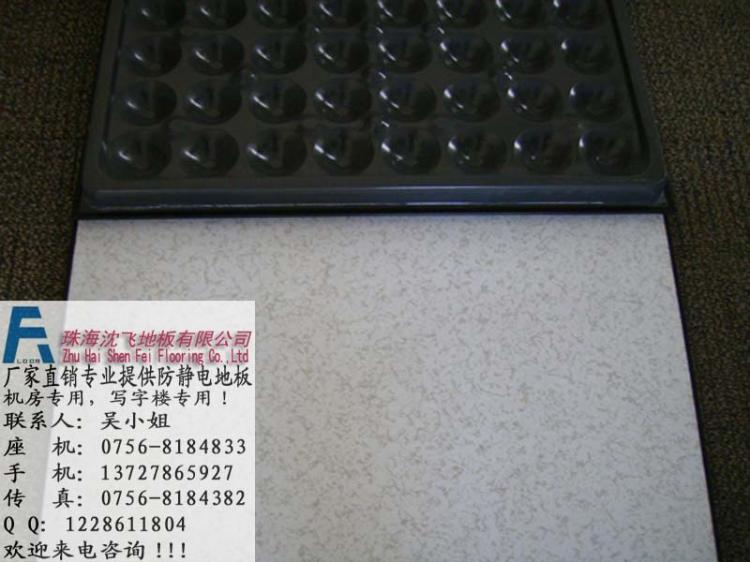 FLOOR
珠海沈飞地板有限公司
Zhu Hai Shen Fei Flooring Co.,Ltd
厂家直销专业提供防静电地板
机房专用，写字楼专用！
联系人：吴小姐
座 机：0756-8184833
手 机：13727865927
传 真：0756-8184382
Q Q：1228611804
欢迎来电咨询!!!